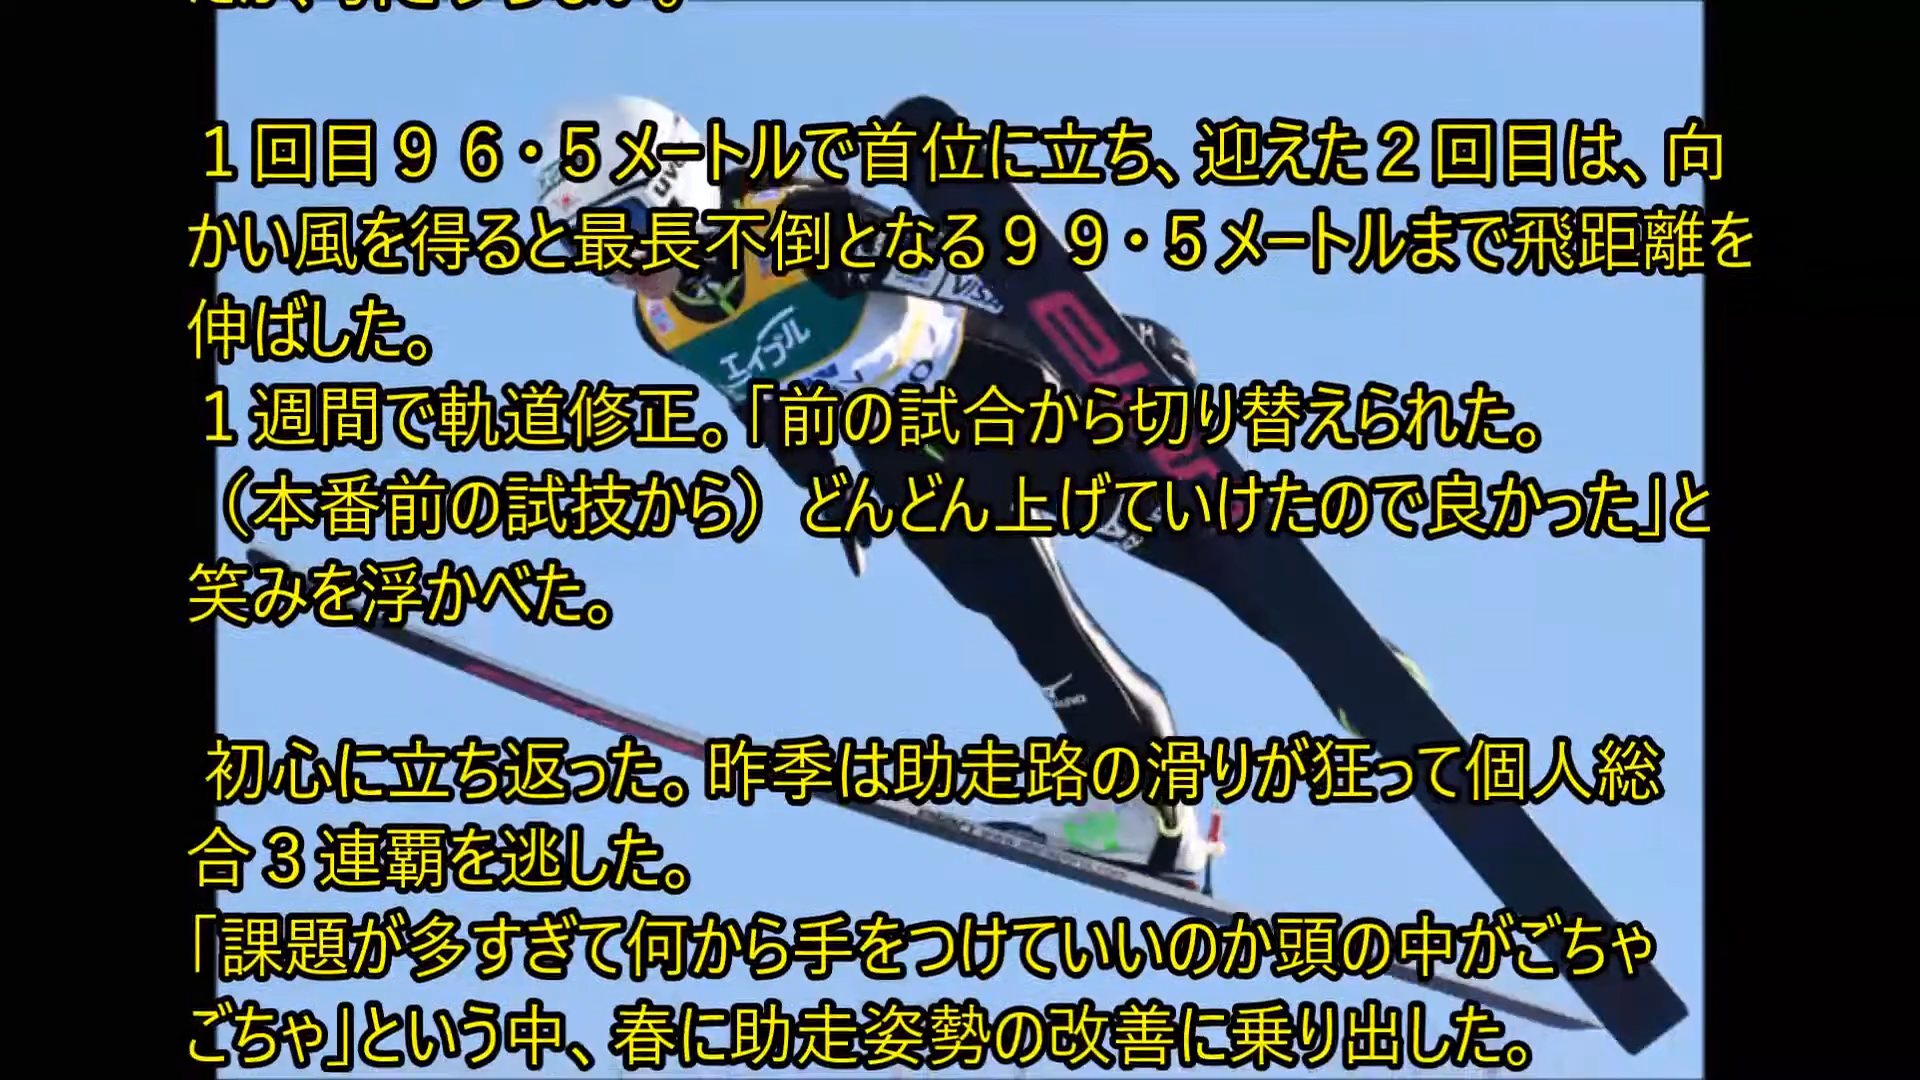 １回目９６・５メートルで首位に立ち、迎えた２回目は、向
かい風を得ると最長不倒となる９９・５メートルまで飛距離を
伸ばした。
１週間で軌道修正。「前の試合から切り替えられた。
（本番前の試技から）どんどん上げていけたので良かった」と
笑みを浮かべた。
初心に立ち返った。昨季は助走路の滑りが狂って個人総
合３連覇を逃した。
「課題が多すぎて何から手をつけていいのか頭の中がごちゃ
ごちゃ」という中、春に助走姿勢の改善に乗り出した。
uvex
VISA
エイブル
elan
MIZUNO